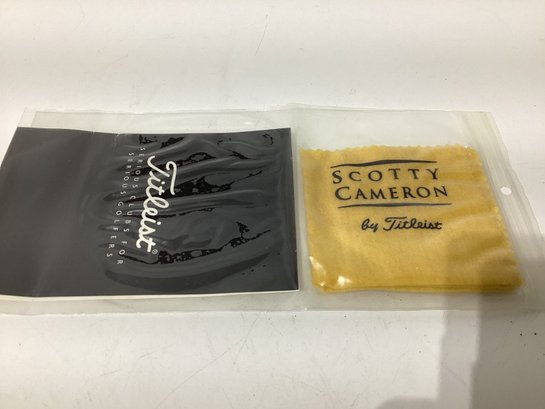 Titleist®
SERIOUS CLUBS FOR
SERIOUS GOLFERS
SCOTTY
CAMERON
by Titleist